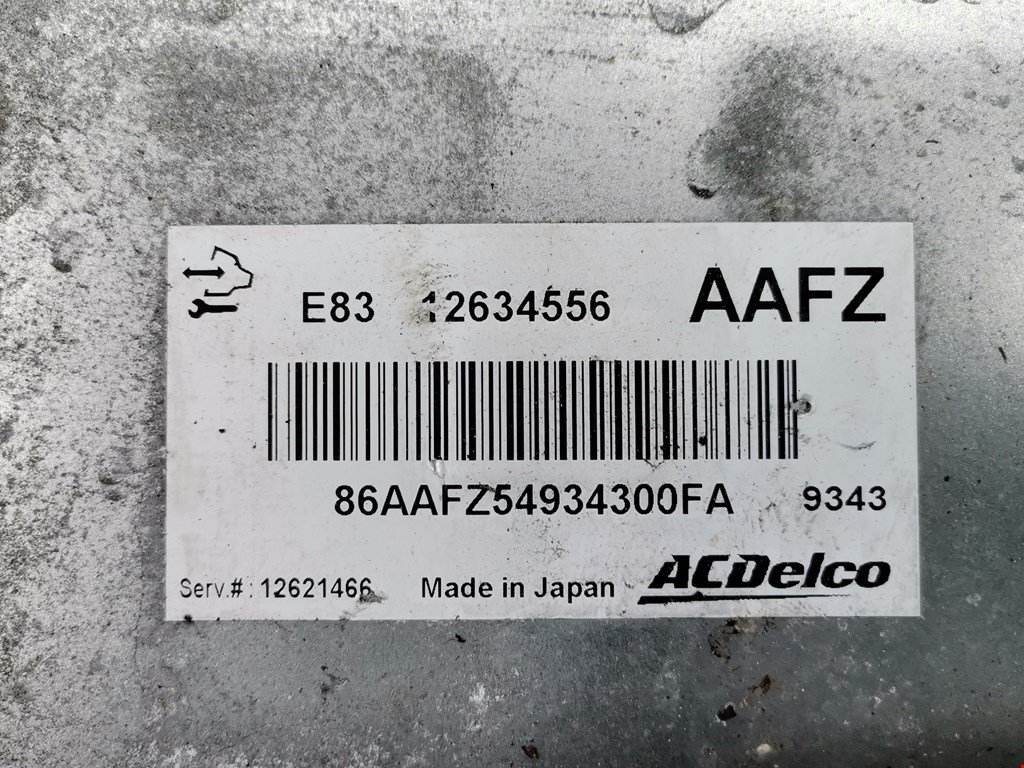 E83 12634556 AAFZ
86AAFZ54934300FA 9343
Serv.#: 12621466 Made in Japan ACDelco